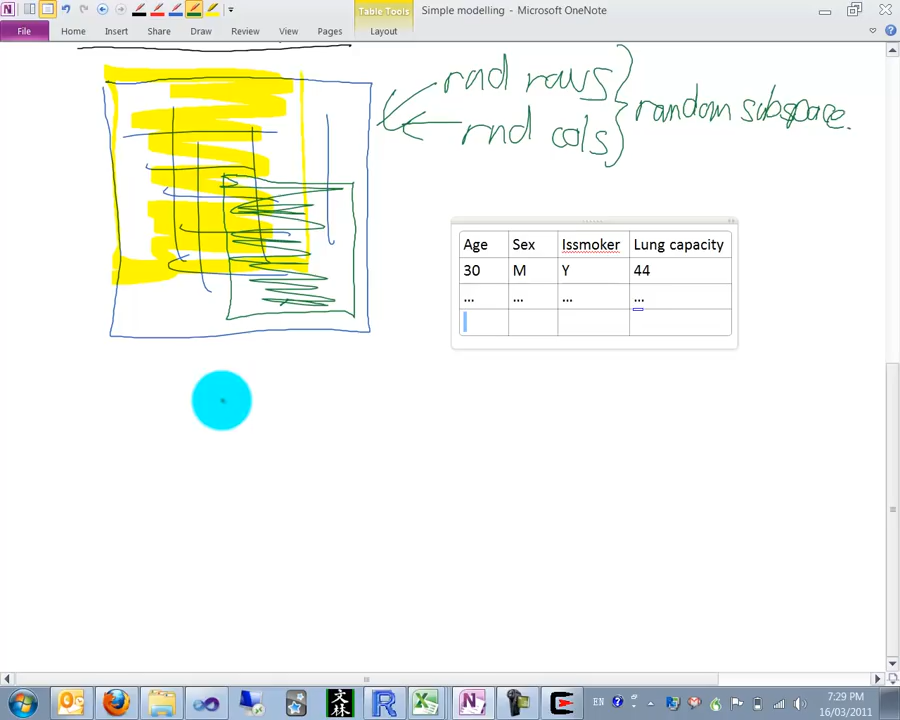 Table Tools
Simple modelling - Microsoft OneNote
File Home Insert Share Draw Review View Pages Layout
rnd rows
rnd cols
random subspace.
Age Sex Issmoker Lung capacity
30 M Y 44
... ... ... ...
EN
7:29 PM
16/03/2011